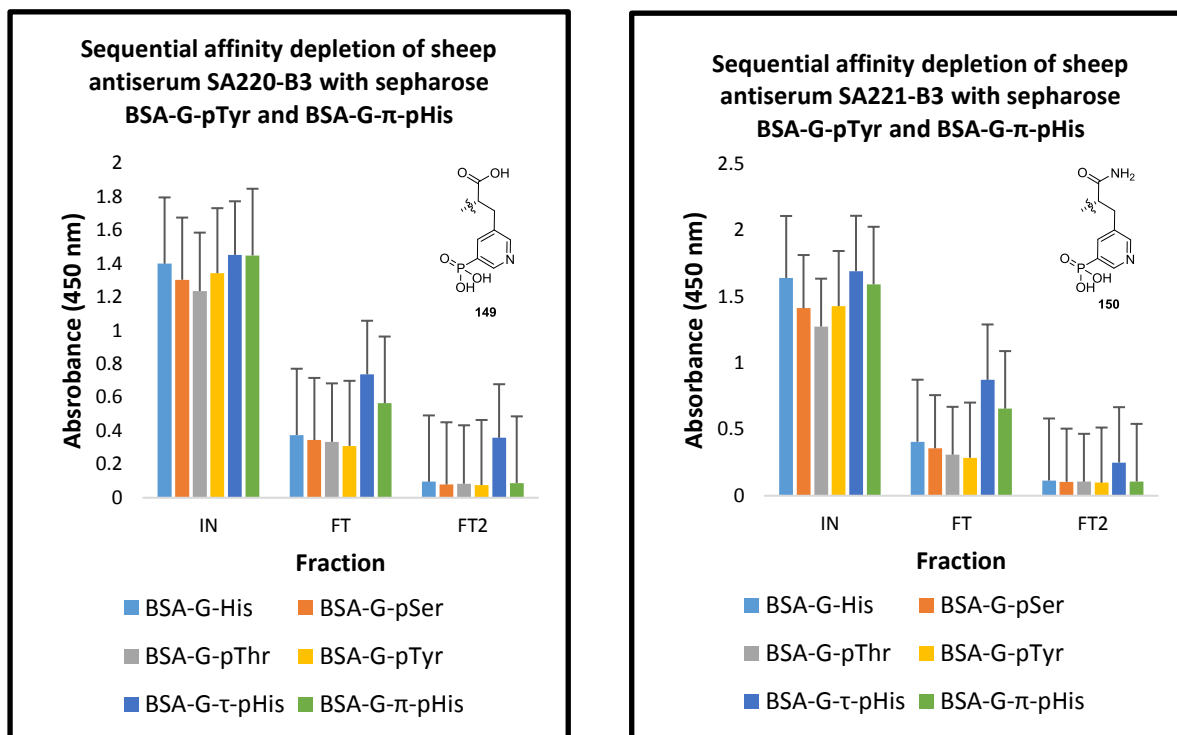 Sequential affinity depletion of sheep
antiserum SA220-B3 with sepharose
BSA-G-pTyr and BSA-G-π-pHis
Absrobance (450 nm)
2
1.8
1.6
1.4
1.2
1
0.8
0.6
0.4
0.2
0
O
OH
N
O
P
OH
OH
149
IN
FT
FT2
Fraction
BSA-G-His
BSA-G-pSer
BSA-G-pThr
BSA-G-pTyr
BSA-G-τ-pHis
BSA-G-π-pHis
Sequential affinity depletion of sheep
antiserum SA221-B3 with sepharose
BSA-G-pTyr and BSA-G-π-pHis
Absorbance (450 nm)
2.5
2
1.5
1
0.5
0
O
NH₂
N
O
P
OH
OH
150
IN
FT
FT2
Fraction
BSA-G-His
BSA-G-pSer
BSA-G-pThr
BSA-G-pTyr
BSA-G-τ-pHis
BSA-G-π-pHis